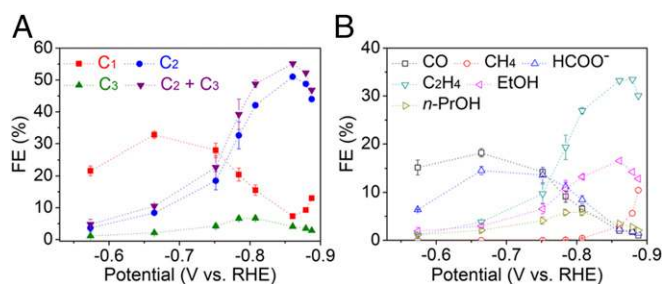 A
60
50
40
30
20
10
0
FE (%)
C₁ C₂
C₃ C₂ + C₃
-0.6 -0.7 -0.8 -0.9
Potential (V vs. RHE)
B
40
30
20
10
0
FE (%)
CO CH₄ HCOO⁻
C₂H₄ EtOH
n-PrOH
-0.6 -0.7 -0.8 -0.9
Potential (V vs. RHE)